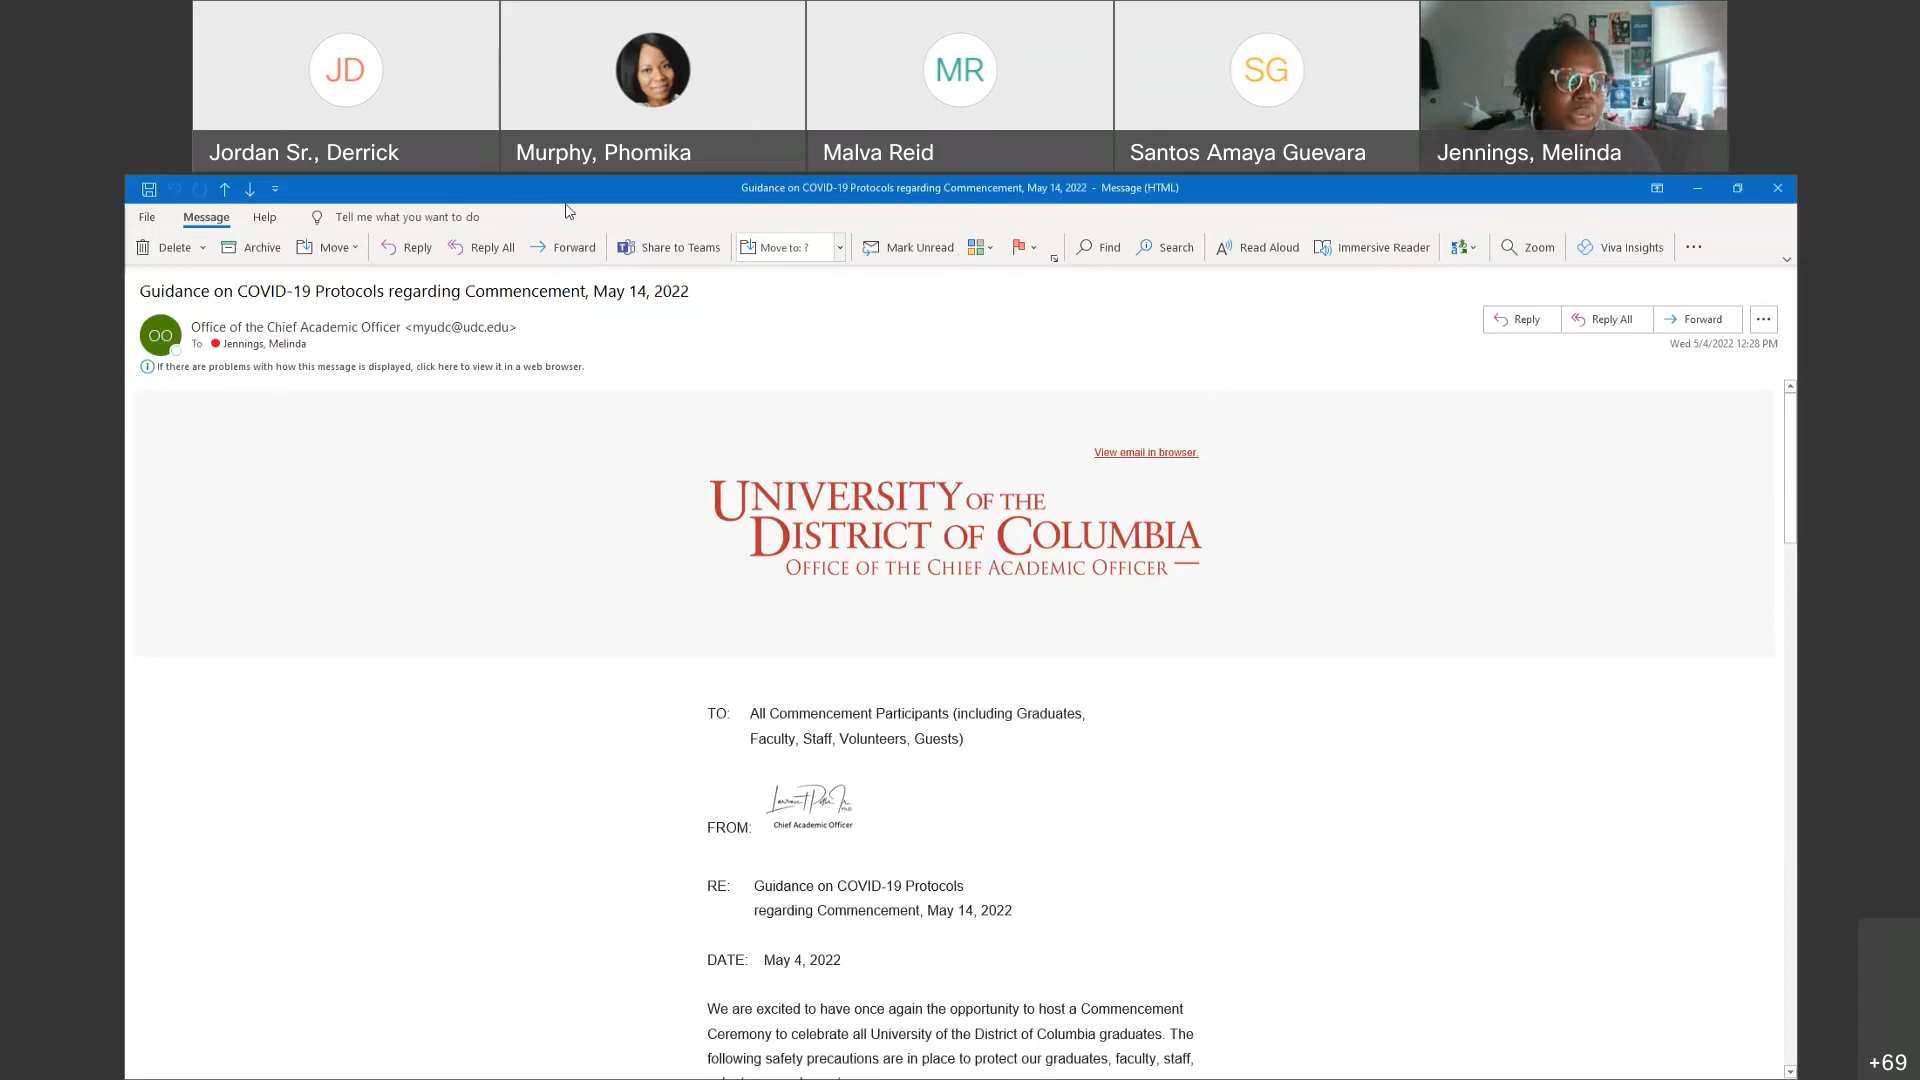 JD
MR
SG
Jordan Sr., Derrick
Murphy, Phomika
Malva Reid
Santos Amaya Guevara
Jennings, Melinda
Guidance on COVID-19 Protocols regarding Commencement, May 14, 2022 - Message (HTML)
File Message Help Tell me what you want to do
Delete Archive Move Reply Reply All Forward Share to Teams Move to: ? Mark Unread Find Search Read Aloud Immersive Reader Zoom Viva Insights
Guidance on COVID-19 Protocols regarding Commencement, May 14, 2022
OO
Office of the Chief Academic Officer <myudc@udc.edu>
To Jennings, Melinda
Reply Reply All Forward
Wed 5/4/2022 12:28 PM
If there are problems with how this message is displayed, click here to view it in a web browser.
View email in browser.
UNIVERSITY OF THE
DISTRICT OF COLUMBIA
OFFICE OF THE CHIEF ACADEMIC OFFICER
TO: All Commencement Participants (including Graduates,
Faculty, Staff, Volunteers, Guests)
Chief Academic Officer
FROM:
RE: Guidance on COVID-19 Protocols
regarding Commencement, May 14, 2022
DATE: May 4, 2022
We are excited to have once again the opportunity to host a Commencement
Ceremony to celebrate all University of the District of Columbia graduates. The
following safety precautions are in place to protect our graduates, faculty, staff,
+69